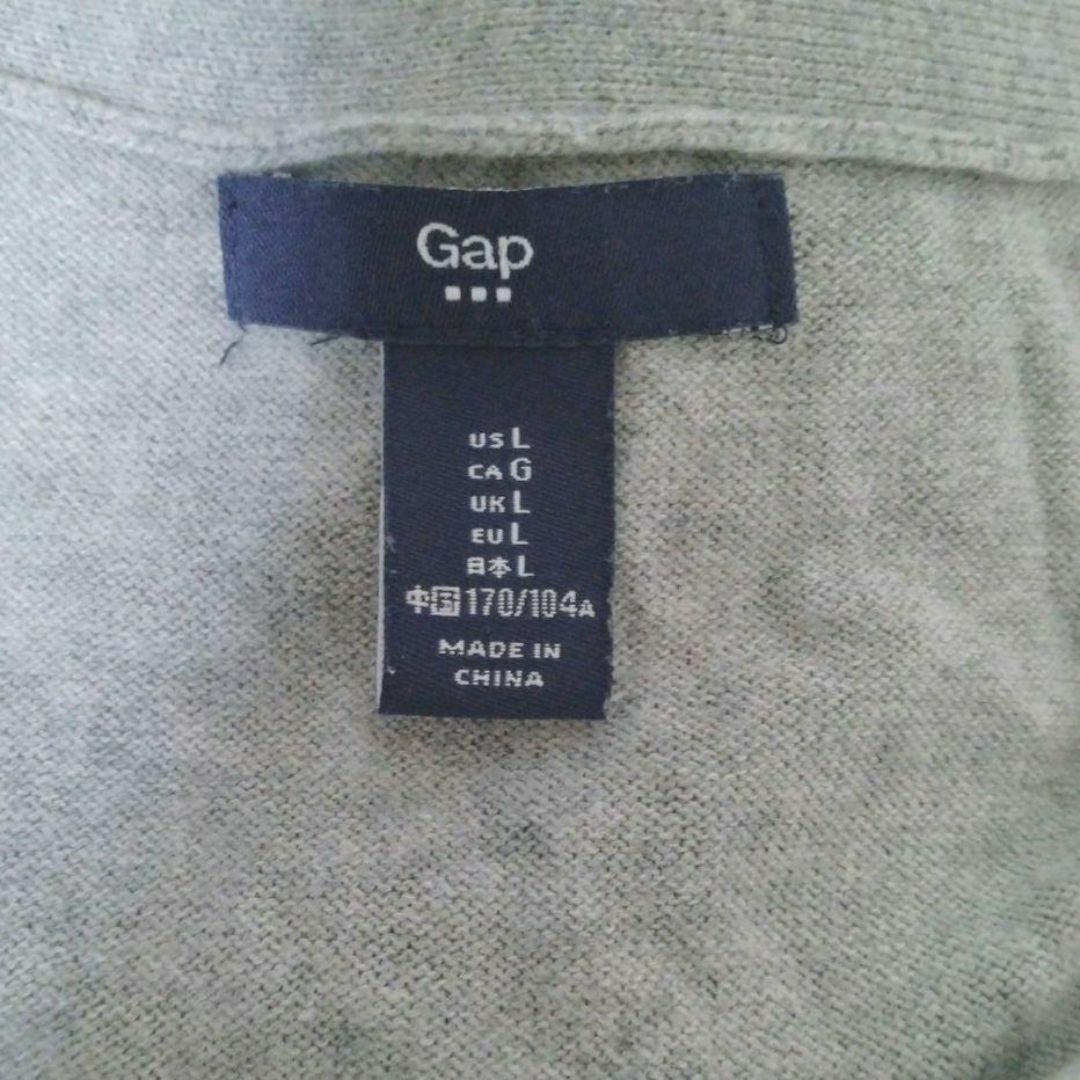 Gap
US L
CA G
UK L
EU L
日本 L
中国 170/104A
MADE IN
CHINA